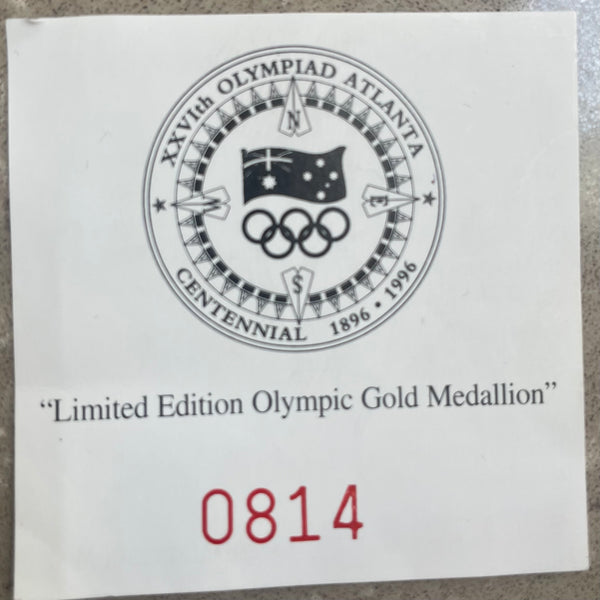 XXVIth OLYMPIAD ATLANTA
N
W
E
S
CENTENNIAL 1896 • 1996
“Limited Edition Olympic Gold Medallion”
0814